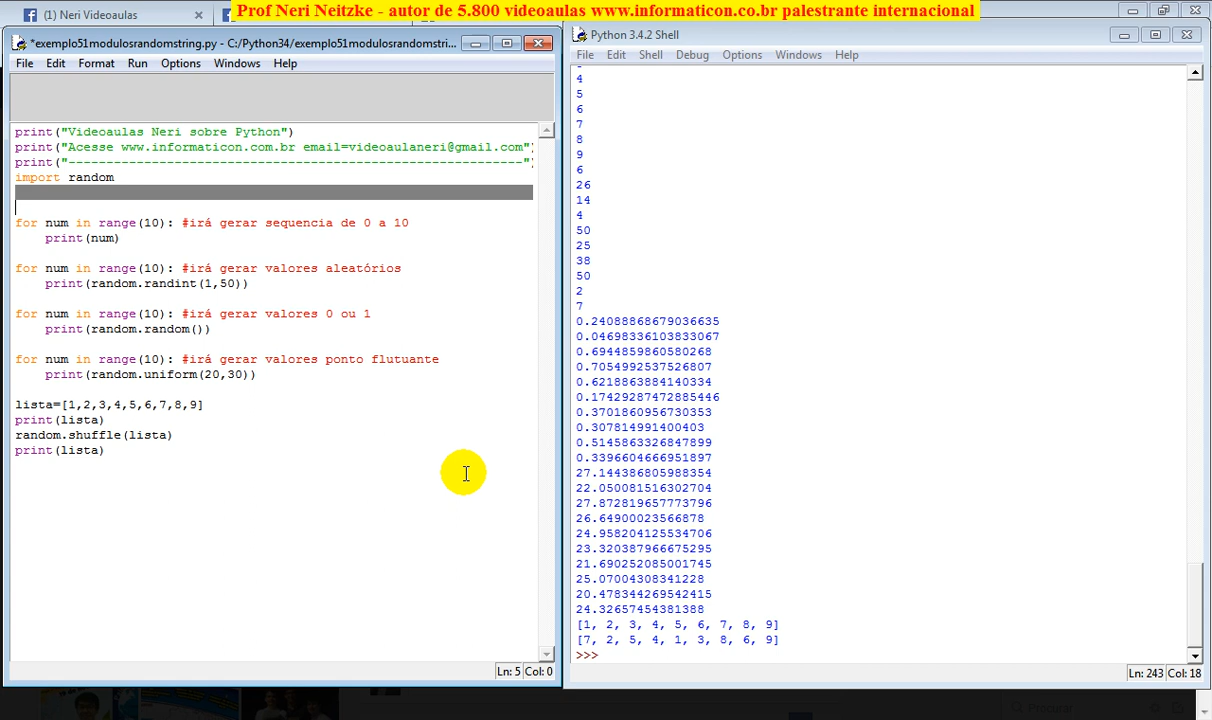 Prof Neri Neitzke - autor de 5.800 videoaulas www.informaticon.co.br palestrante internacional
(1) Neri Videoaulas
*exemplo51modulosrandomstring.py - C:/Python34/exemplo51modulosrandomstri...
File Edit Format Run Options Windows Help
print("Videoaulas Neri sobre Python")
print("Acesse www.informaticon.com.br email=videoaulaneri@gmail.com")
print("------------------------------------------------------------")
import random
for num in range(10): #irá gerar sequencia de 0 a 10
    print(num)
for num in range(10): #irá gerar valores aleatórios
    print(random.randint(1,50))
for num in range(10): #irá gerar valores 0 ou 1
    print(random.random())
for num in range(10): #irá gerar valores ponto flutuante
    print(random.uniform(20,30))
lista=[1,2,3,4,5,6,7,8,9]
print(lista)
random.shuffle(lista)
print(lista)
Ln: 5 Col: 0
Python 3.4.2 Shell
File Edit Shell Debug Options Windows Help
4
5
6
7
8
9
6
26
14
4
50
25
38
50
2
7
0.24088868679036635
0.04698336103833067
0.6944859860580268
0.7054992537526807
0.6218863884140334
0.17429287472885446
0.3701860956730353
0.307814991400403
0.5145863326847899
0.3396604666951897
27.144386805988354
22.050081516302704
27.872819657773796
26.64900023566878
24.958204125534706
23.320387966675295
21.690252085001745
25.07004308341228
20.478344269542415
24.32657454381388
[1, 2, 3, 4, 5, 6, 7, 8, 9]
[7, 2, 5, 4, 1, 3, 8, 6, 9]
>>>
Ln: 243 Col: 18
Procurar